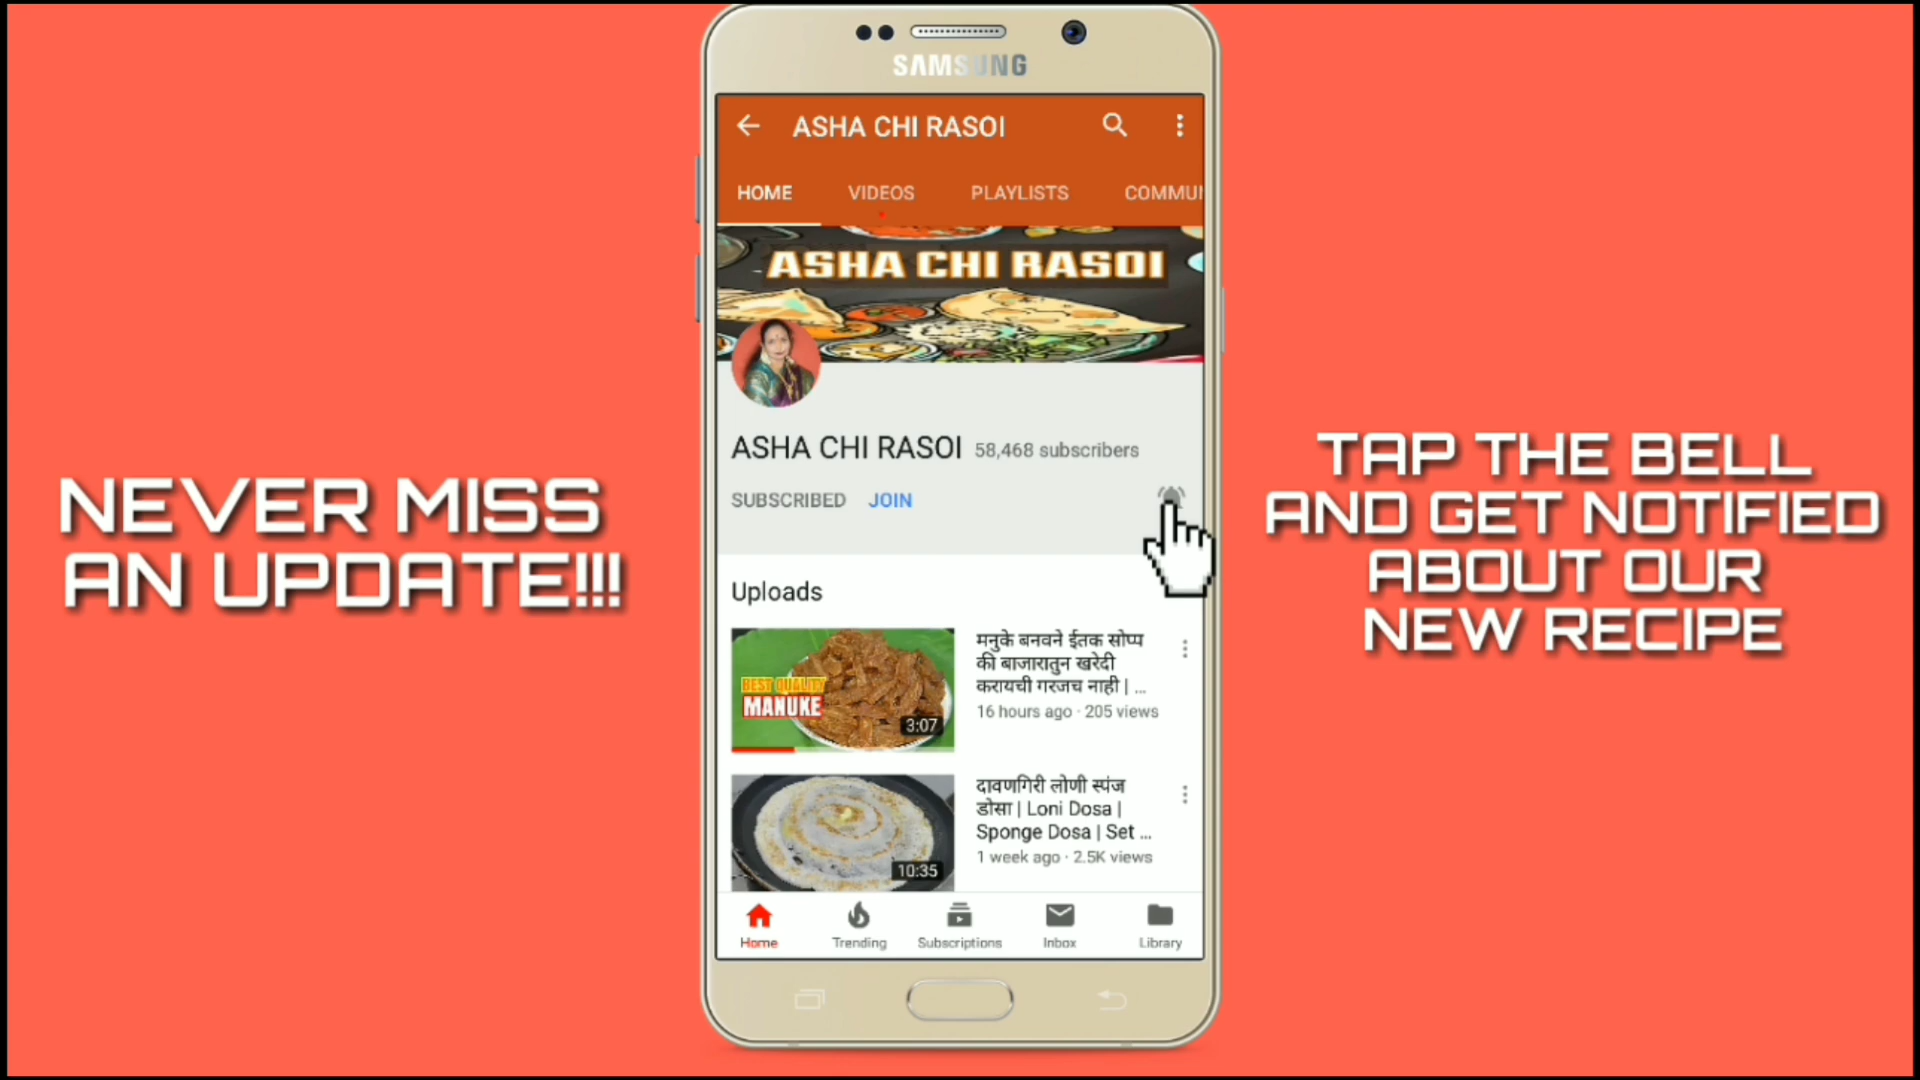 NEVER MISS
AN UPDATE!!!
SAMSUNG
ASHA CHI RASOI
HOME VIDEOS PLAYLISTS COMMUN
ASHA CHI RASOI
ASHA CHI RASOI 58,468 subscribers
SUBSCRIBED JOIN
Uploads
BEST QUALITY
MANUKE
3:07
मनुके बनवने ईतक सोप्प
की बाजारातुन खरेदी
करायची गरजच नाही | ...
16 hours ago · 205 views
10:35
दावणगिरी लोणी स्पंज
डोसा | Loni Dosa |
Sponge Dosa | Set ...
1 week ago · 2.5K views
Home Trending Subscriptions Inbox Library
TAP THE BELL
AND GET NOTIFIED
ABOUT OUR
NEW RECIPE